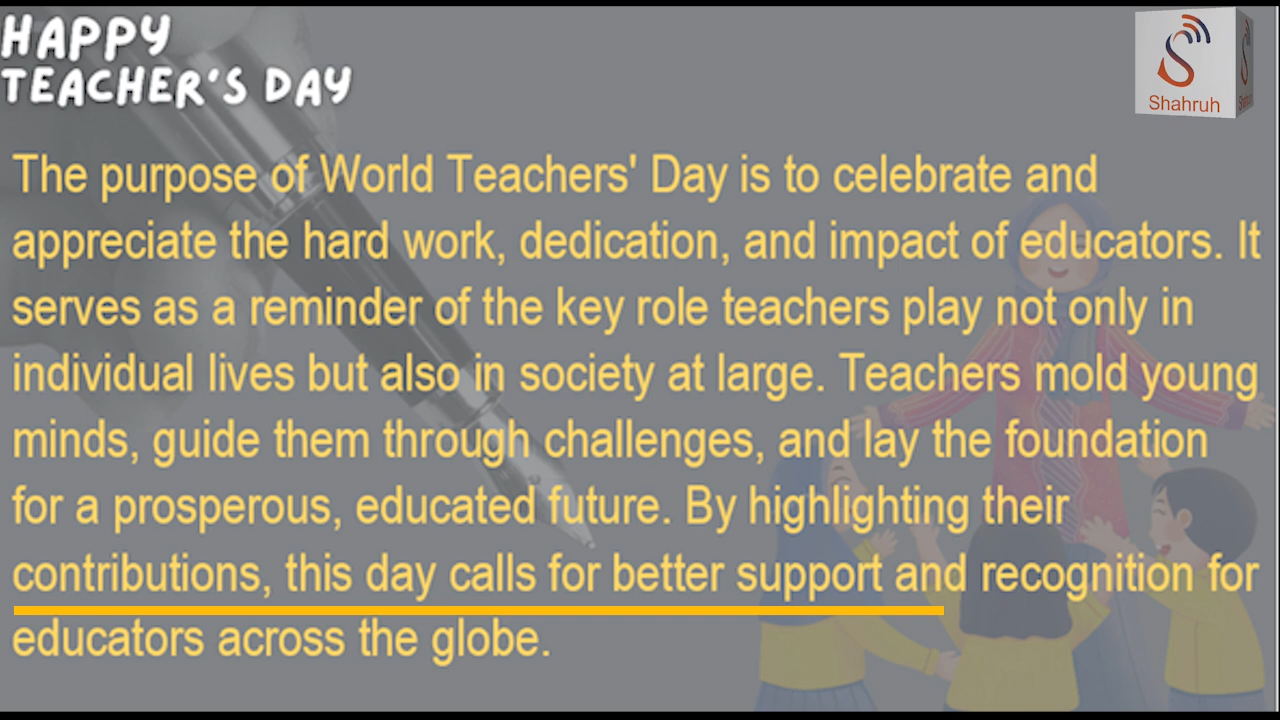 HAPPY
TEACHER'S DAY
Shahruh
The purpose of World Teachers' Day is to celebrate and
appreciate the hard work, dedication, and impact of educators. It
serves as a reminder of the key role teachers play not only in
individual lives but also in society at large. Teachers mold young
minds, guide them through challenges, and lay the foundation
for a prosperous, educated future. By highlighting their
contributions, this day calls for better support and recognition for
educators across the globe.